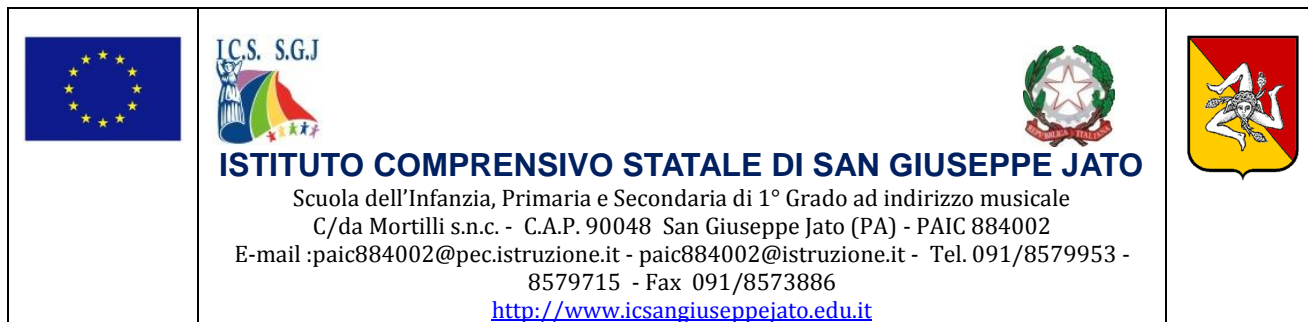 I.C.S. S.G.J
REPVBBLICA ITALIANA
ISTITUTO COMPRENSIVO STATALE DI SAN GIUSEPPE JATO
Scuola dell’Infanzia, Primaria e Secondaria di 1° Grado ad indirizzo musicale
C/da Mortilli s.n.c. - C.A.P. 90048 San Giuseppe Jato (PA) - PAIC 884002
E-mail :paic884002@pec.istruzione.it - paic884002@istruzione.it - Tel. 091/8579953 -
8579715 - Fax 091/8573886
http://www.icsangiuseppejato.edu.it